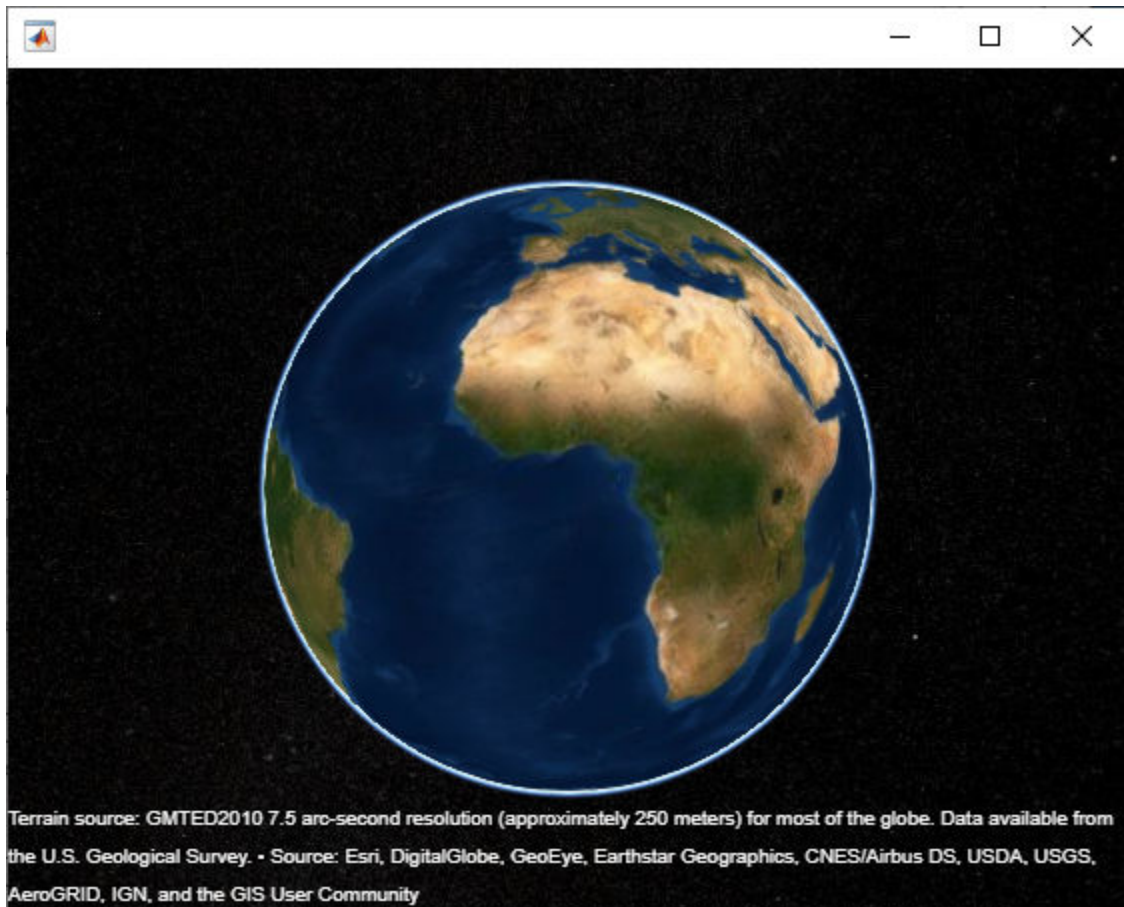 Terrain source: GMTED2010 7.5 arc-second resolution (approximately 250 meters) for most of the globe. Data available from
the U.S. Geological Survey. • Source: Esri, DigitalGlobe, GeoEye, Earthstar Geographics, CNES/Airbus DS, USDA, USGS,
AeroGRID, IGN, and the GIS User Community